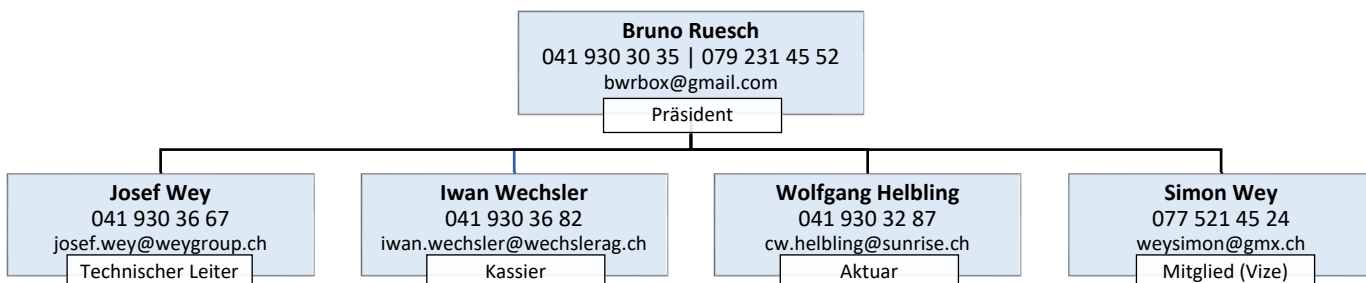 Bruno Ruesch
041 930 30 35 | 079 231 45 52
bwrbox@gmail.com
Präsident
Josef Wey
041 930 36 67
josef.wey@weygroup.ch
Technischer Leiter
Iwan Wechsler
041 930 36 82
iwan.wechsler@wechslerag.ch
Kassier
Wolfgang Helbling
041 930 32 87
cw.helbling@sunrise.ch
Aktuar
Simon Wey
077 521 45 24
weysimon@gmx.ch
Mitglied (Vize)